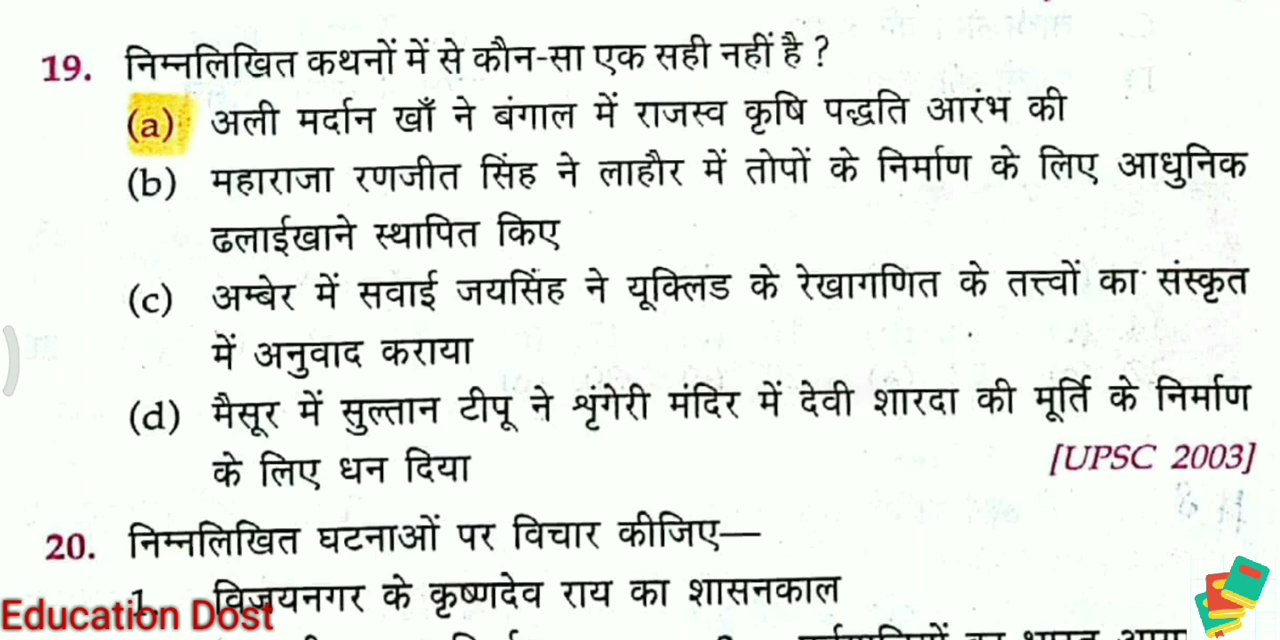 19. निम्नलिखित कथनों में से कौन-सा एक सही नहीं है ?
(a) अली मर्दान खाँ ने बंगाल में राजस्व कृषि पद्धति आरंभ की
(b) महाराजा रणजीत सिंह ने लाहौर में तोपों के निर्माण के लिए आधुनिक
ढलाईखाने स्थापित किए
(c) अम्बेर में सवाई जयसिंह ने यूक्लिड के रेखागणित के तत्त्वों का संस्कृत
में अनुवाद कराया
(d) मैसूर में सुल्तान टीपू ने शृंगेरी मंदिर में देवी शारदा की मूर्ति के निर्माण
के लिए धन दिया
[UPSC 2003]
20. निम्नलिखित घटनाओं पर विचार कीजिए—
1. विजयनगर के कृष्णदेव राय का शासनकाल
Education Dost